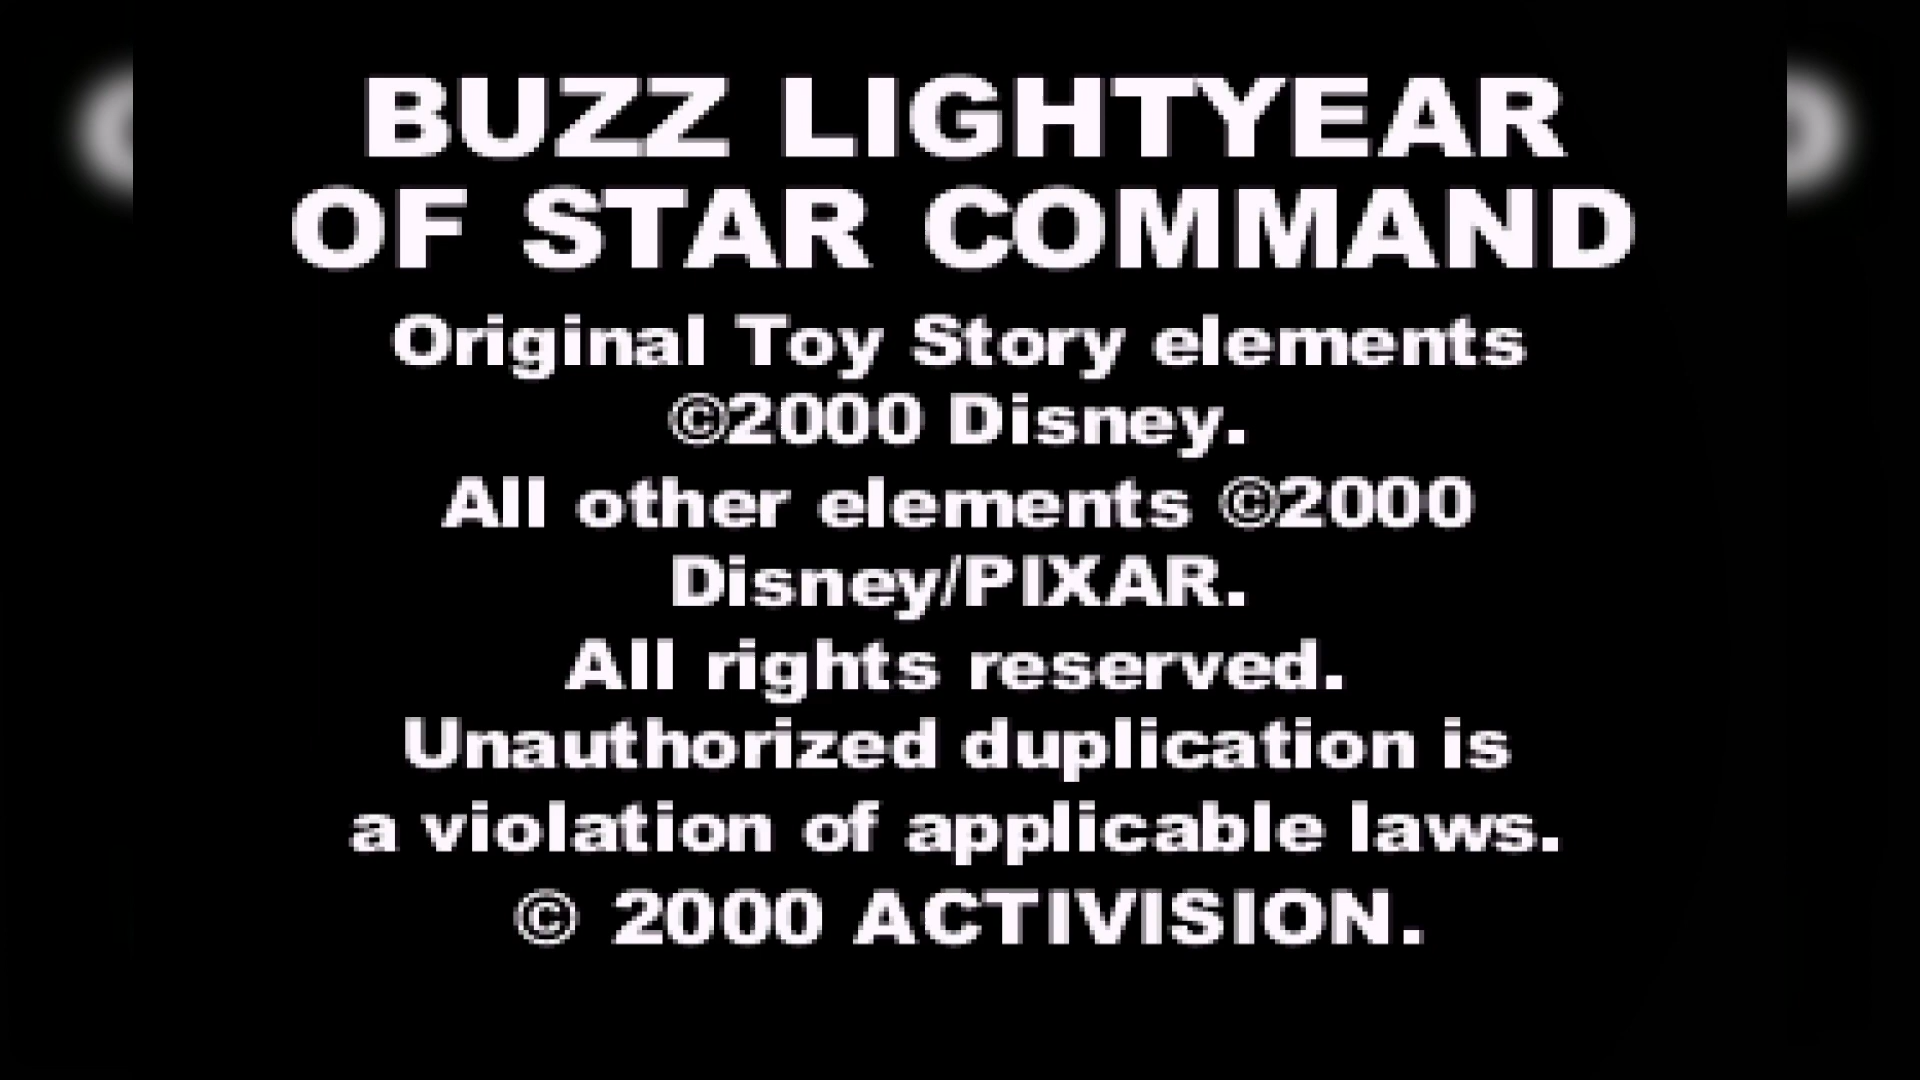 BUZZ LIGHTYEAR
OF STAR COMMAND
Original Toy Story elements
©2000 Disney.
All other elements ©2000
Disney/PIXAR.
All rights reserved.
Unauthorized duplication is
a violation of applicable laws.
© 2000 ACTIVISION.